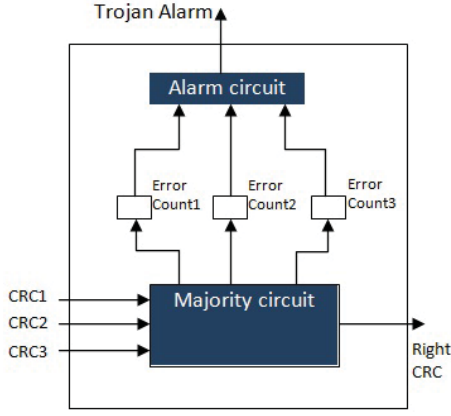 Trojan Alarm
Alarm circuit
Error
Count1
Error
Count2
Error
Count3
CRC1
CRC2
CRC3
Majority circuit
Right
CRC